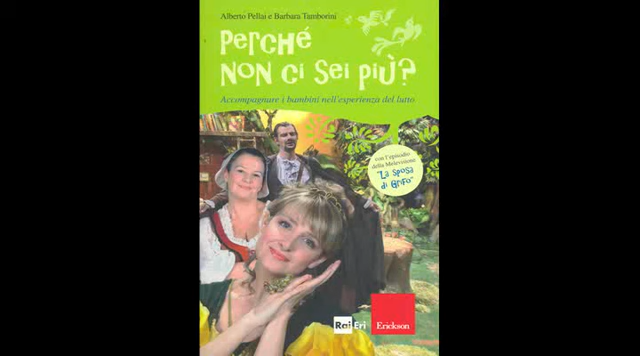 Alberto Pellai e Barbara Tamborini
PERCHÉ
NON CI SEI PIÙ?
Accompagnare i bambini nell'esperienza del lutto
con l'episodio
della Melevisione
"La sposa
di Grifo"
Rai Eri
Erickson